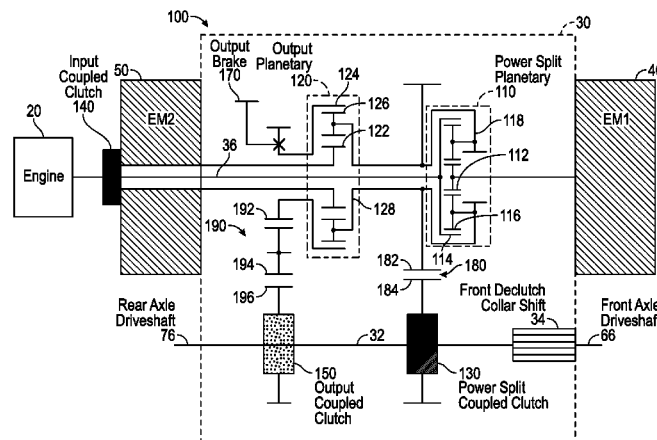 100
30
Input
Coupled
Clutch
140
50
Output
Brake
170
Output
Planetary
120
124
126
122
Power Split
Planetary
110
118
40
20
EM2
EM1
36
112
Engine
128
116
192
114
190
194
182
180
196
184
Front Declutch
Collar Shift
34
Rear Axle
Driveshaft
76
32
Front Axle
Driveshaft
66
150
Output
Coupled
Clutch
130
Power Split
Coupled Clutch